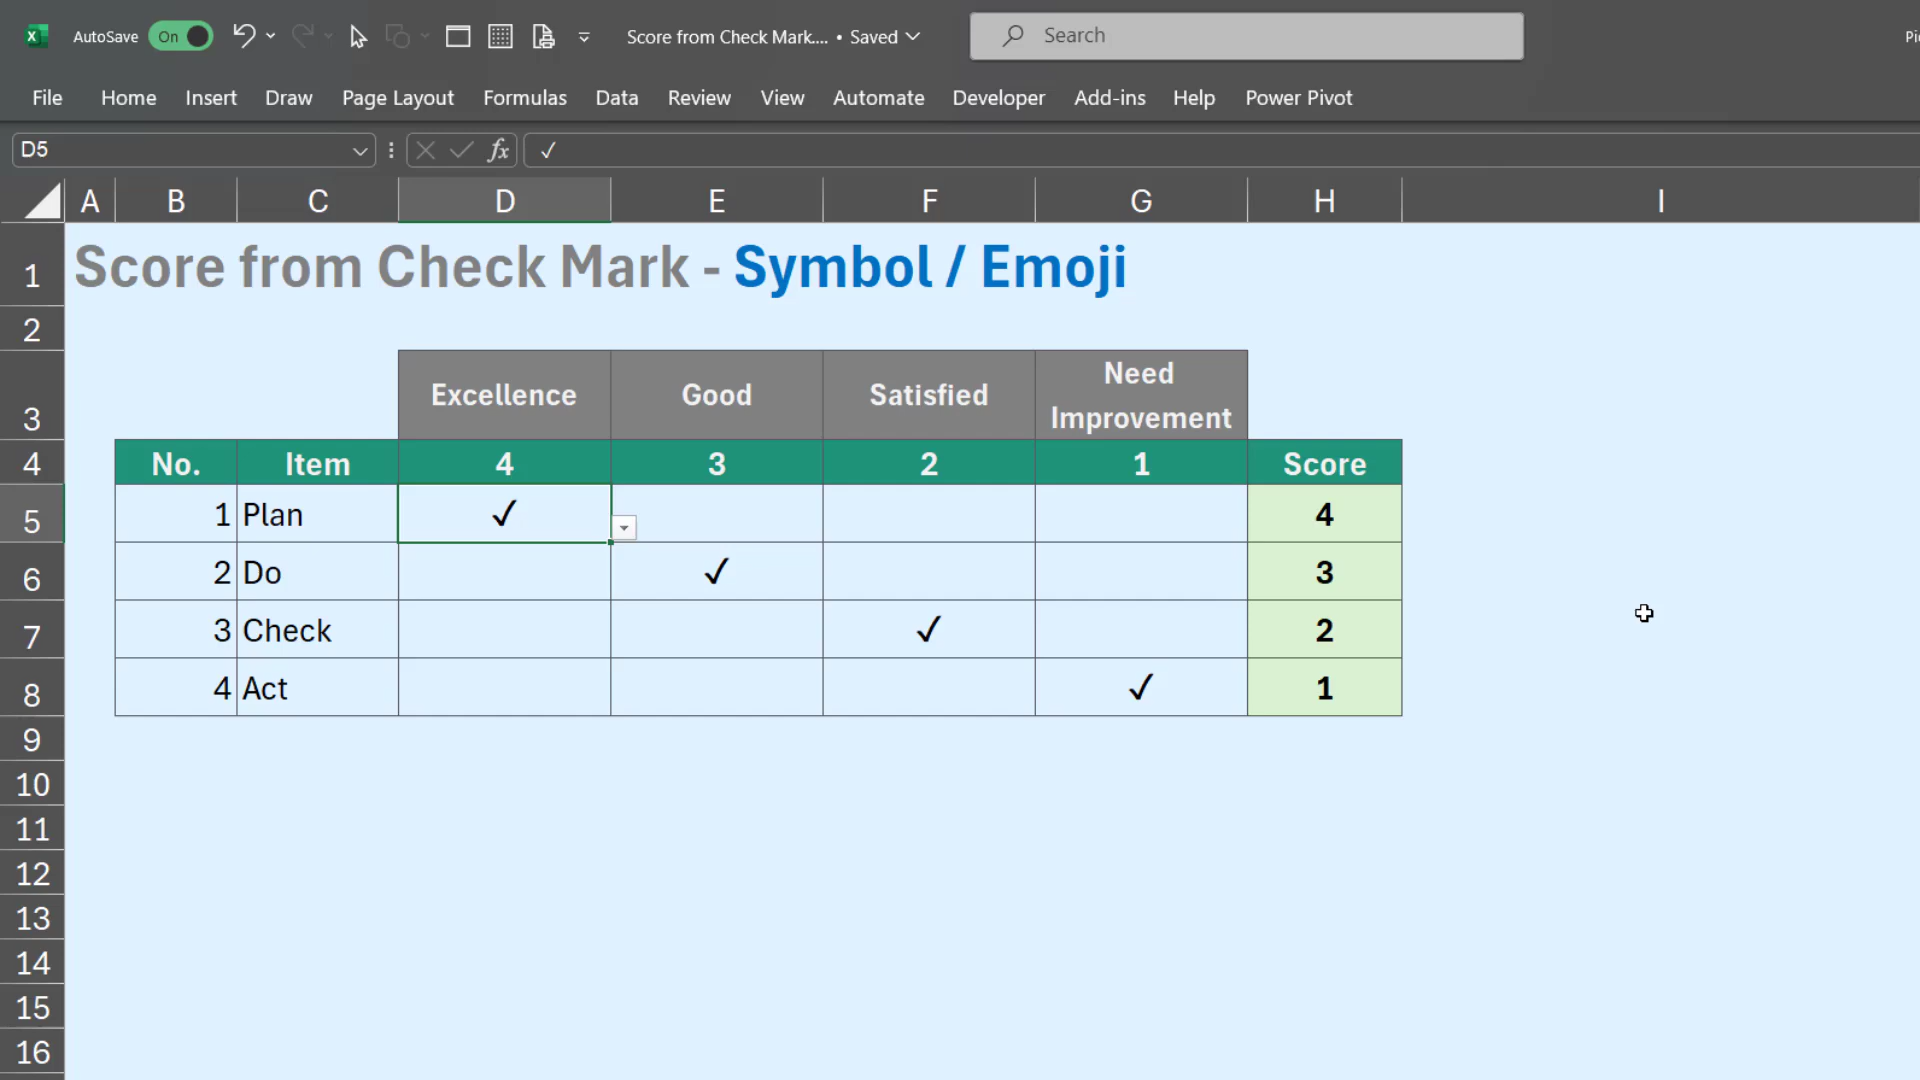 AutoSave On Score from Check Mark.... • Saved Search Pi
File Home Insert Draw Page Layout Formulas Data Review View Automate Developer Add-ins Help Power Pivot
D5 fx ✓
A B C D E F G H I
1 Score from Check Mark - Symbol / Emoji
2
3 Excellence Good Satisfied Need
Improvement
4 No. Item 4 3 2 1 Score
5 1 Plan ✓ 4
6 2 Do ✓ 3
7 3 Check ✓ 2
8 4 Act ✓ 1
9
10
11
12
13
14
15
16